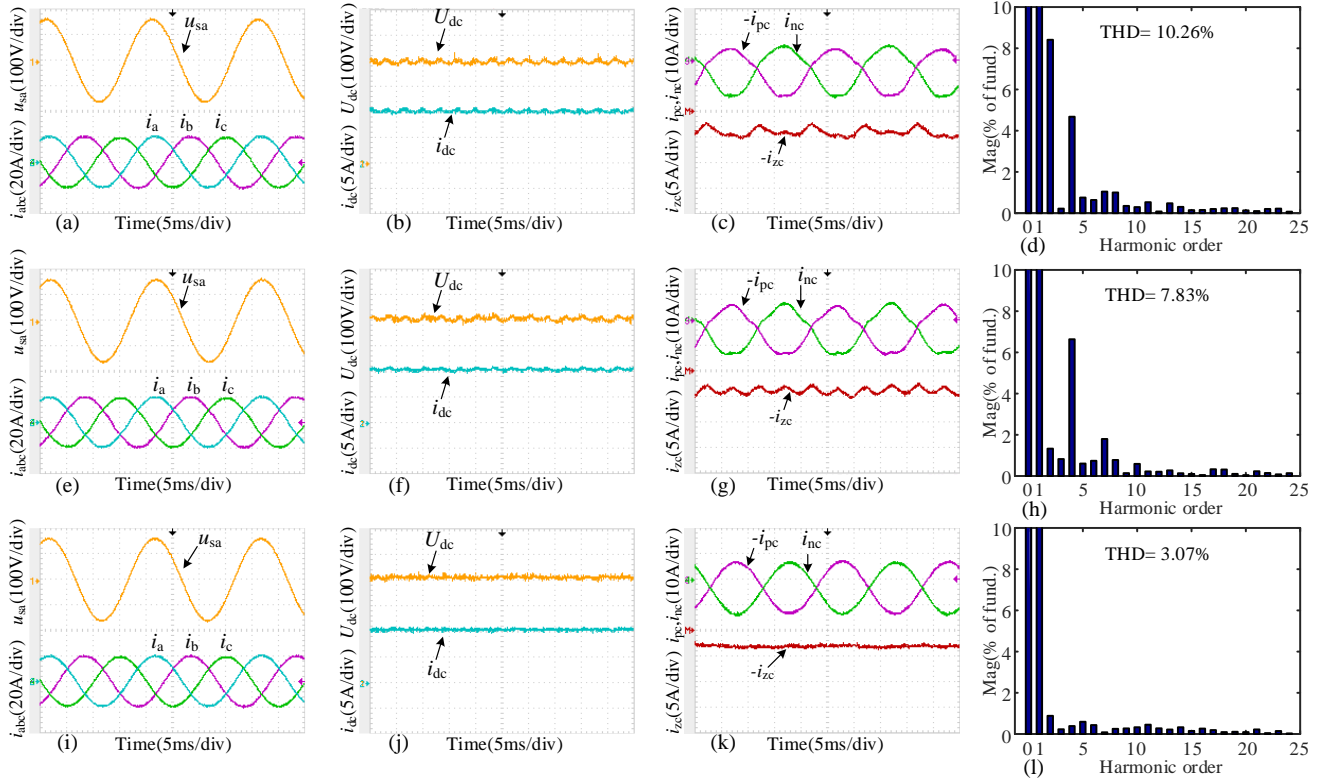 u_sa(100V/div)
i_abc(20A/div)
1
u_sa
i_a i_b i_c
Time(5ms/div)
(a)
U_dc(100V/div)
i_dc(5A/div)
2
U_dc
i_dc
Time(5ms/div)
(b)
i_pc,i_nc(10A/div)
i_zc(5A/div)
M
-i_pc i_nc
-i_zc
Time(5ms/div)
(c)
Mag(% of fund.)
10
8
6
4
2
0
THD= 10.26%
0 1 5 10 15 20 25
Harmonic order
(d)
u_sa(100V/div)
i_abc(20A/div)
1
u_sa
i_a i_b i_c
Time(5ms/div)
(e)
U_dc(100V/div)
i_dc(5A/div)
2
U_dc
i_dc
Time(5ms/div)
(f)
i_pc,i_nc(10A/div)
i_zc(5A/div)
M
-i_pc i_nc
-i_zc
Time(5ms/div)
(g)
Mag(% of fund.)
10
8
6
4
2
0
THD= 7.83%
0 1 5 10 15 20 25
Harmonic order
(h)
u_sa(100V/div)
i_abc(20A/div)
1
u_sa
i_a i_b i_c
Time(5ms/div)
(i)
U_dc(100V/div)
i_dc(5A/div)
2
U_dc
i_dc
Time(5ms/div)
(j)
i_pc,i_nc(10A/div)
i_zc(5A/div)
M
-i_pc i_nc
-i_zc
Time(5ms/div)
(k)
Mag(% of fund.)
10
8
6
4
2
0
THD= 3.07%
0 1 5 10 15 20 25
Harmonic order
(l)